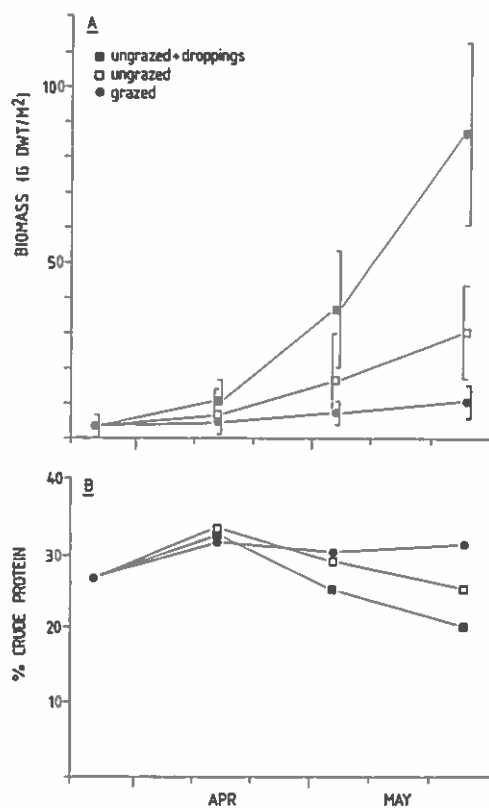 A
ungrazed+droppings
ungrazed
grazed
100
50
BIOMASS (G DWT/M²)
B
40
30
20
10
% CRUDE PROTEIN
APR MAY